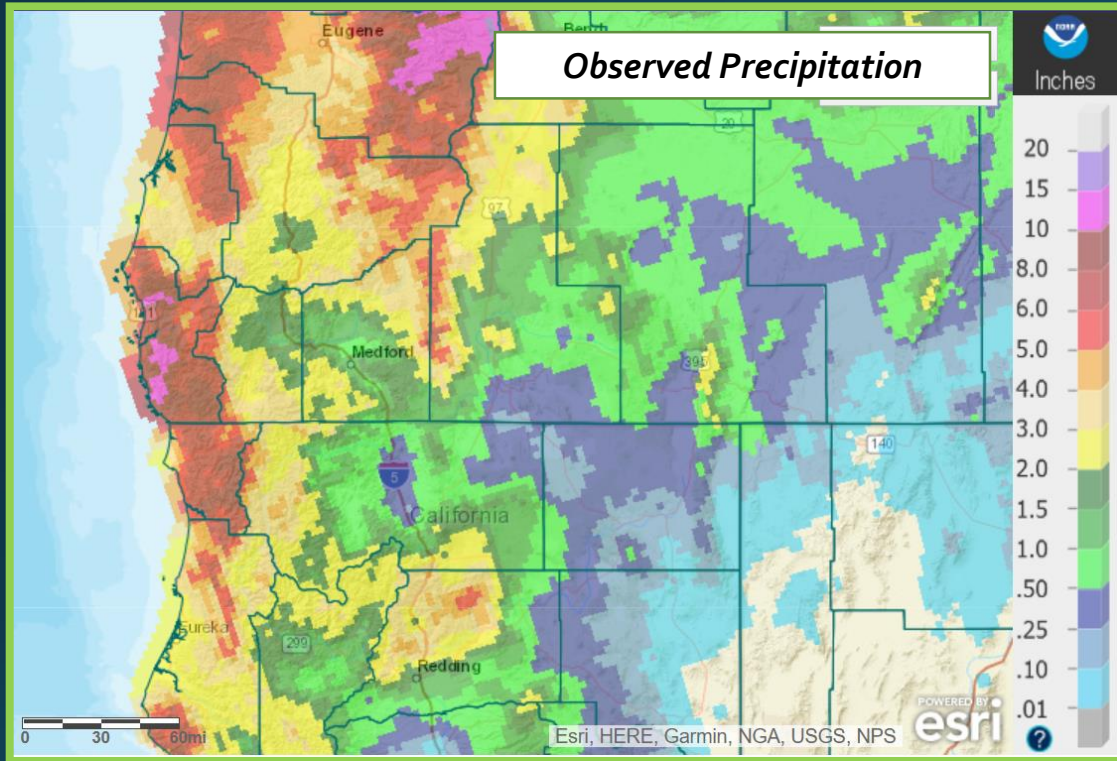 Eugene
Bend
Observed Precipitation
20
97
101
Medford
395
140
5
California
Eureka
299
Redding
0 30 60mi
Esri, HERE, Garmin, NGA, USGS, NPS
POWERED BY
esri
NOAA
Inches
20
15
10
8.0
6.0
5.0
4.0
3.0
2.0
1.5
1.0
.50
.25
.10
.01
?